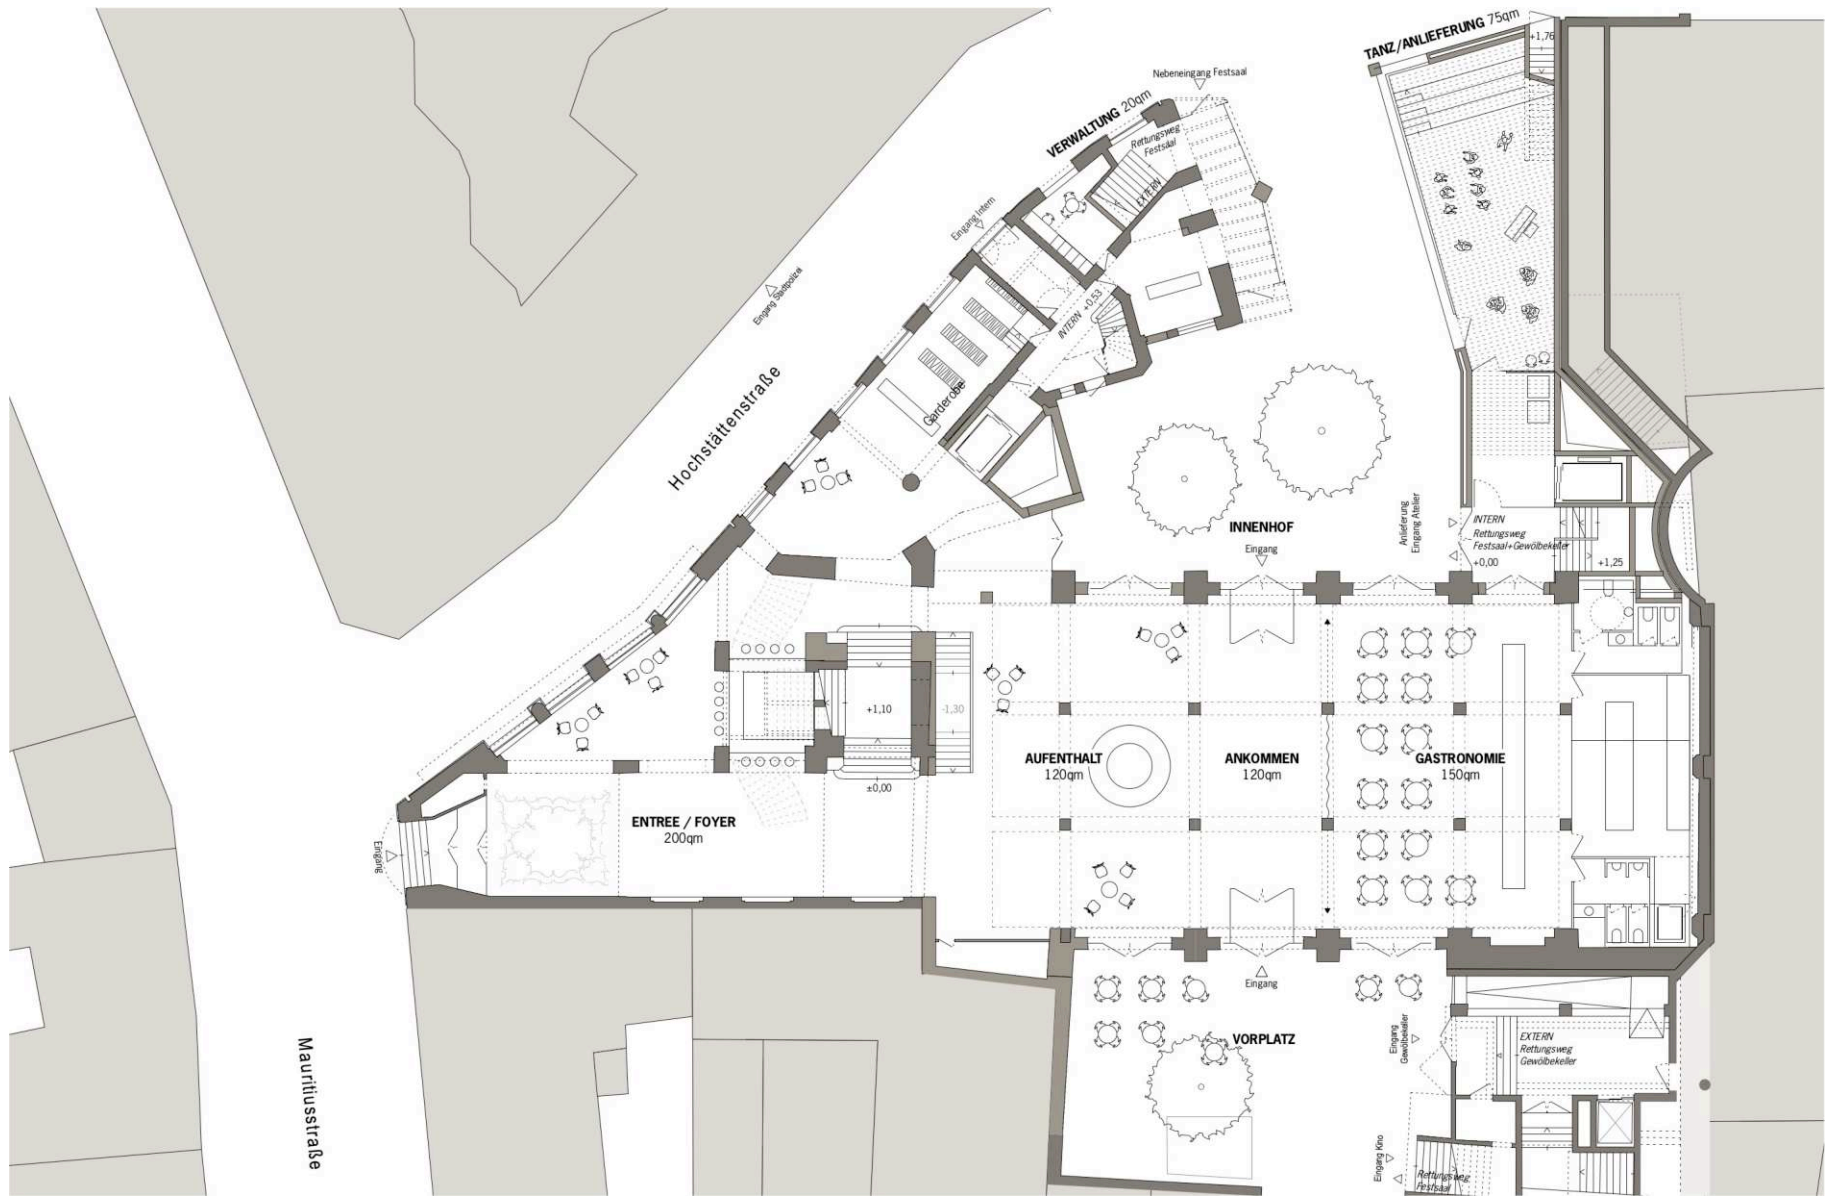 TANZ/ANLIEFERUNG 75qm
+1,76
Nebeneingang Festsaal
VERWALTUNG 20qm
Rettungsweg
Festsaal
EXTERN
Eingang Intern
Eingang Stadtpolizei
INTERN +0,53
Hochstättenstraße
Garderobe
INNENHOF
Eingang
Anlieferung
Eingang Atelier
INTERN
Rettungsweg
Festsaal+Gewölbekeller
+0,00
+1,25
+1,10
-1,30
±0,00
AUFENTHALT
120qm
ANKOMMEN
120qm
GASTRONOMIE
150qm
ENTREE / FOYER
200qm
Eingang
Eingang
VORPLATZ
Eingang
Gewölbekeller
EXTERN
Rettungsweg
Gewölbekeller
Mauritiusstraße
Eingang Kino
Rettungsweg
Festsaal